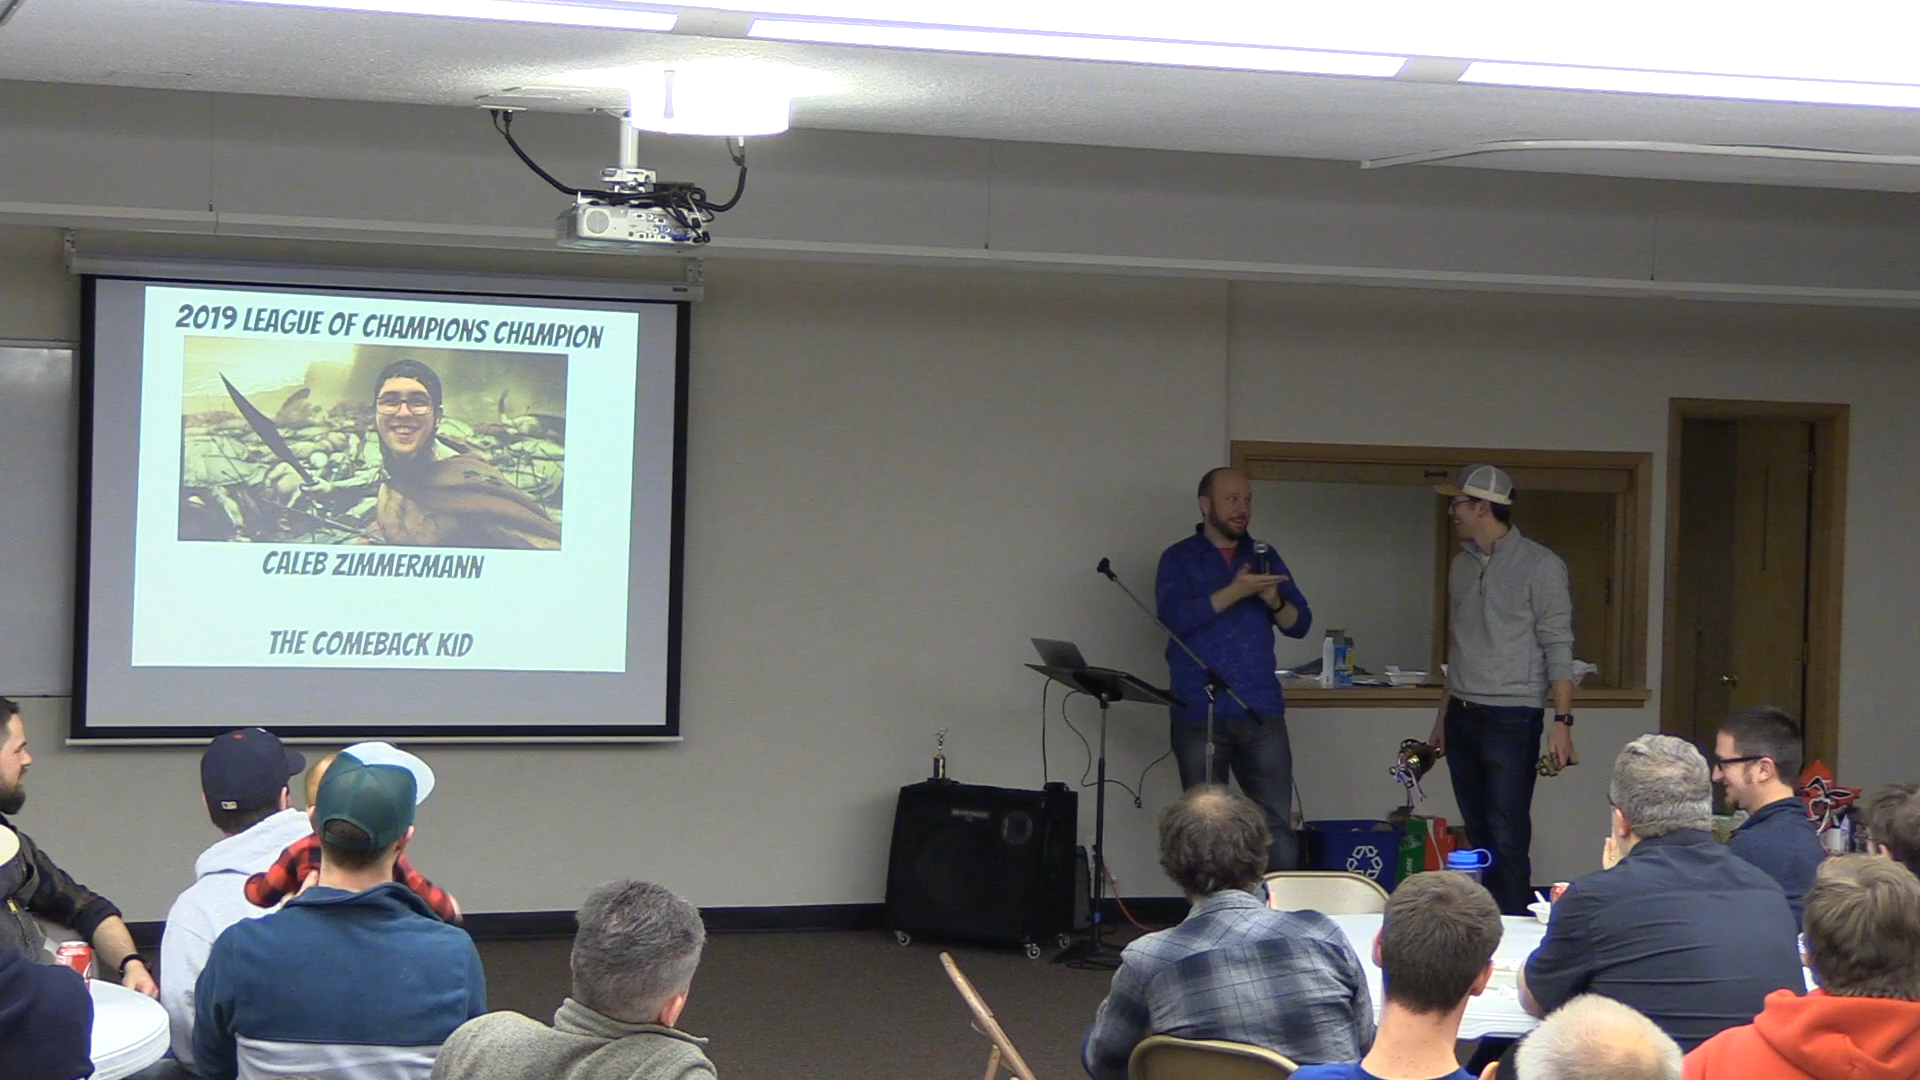 2019 LEAGUE OF CHAMPIONS CHAMPION
CALEB ZIMMERMANN
THE COMEBACK KID